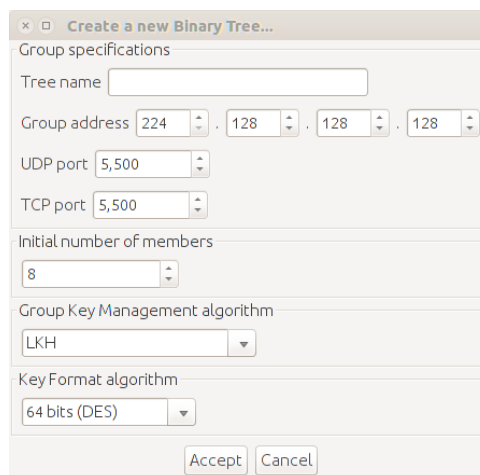 Create a new Binary Tree...
Group specifications
Tree name
Group address 224 . 128 . 128 . 128
UDP port 5,500
TCP port 5,500
Initial number of members
8
Group Key Management algorithm
LKH
Key Format algorithm
64 bits (DES)
Accept Cancel